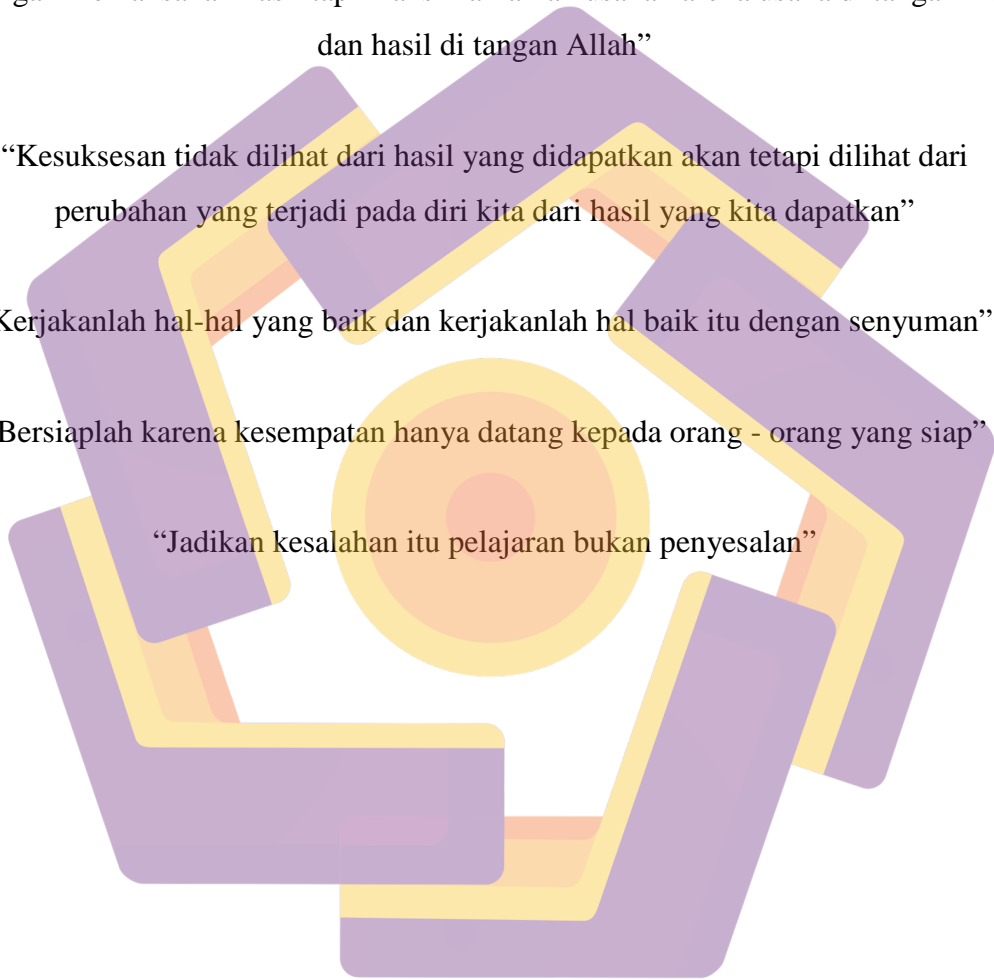 dan hasil di tangan Allah”
“Kesuksesan tidak dilihat dari hasil yang didapatkan akan tetapi dilihat dari
perubahan yang terjadi pada diri kita dari hasil yang kita dapatkan”
Kerjakanlah hal-hal yang baik dan kerjakanlah hal baik itu dengan senyuman”
Bersiaplah karena kesempatan hanya datang kepada orang - orang yang siap”
“Jadikan kesalahan itu pelajaran bukan penyesalan”